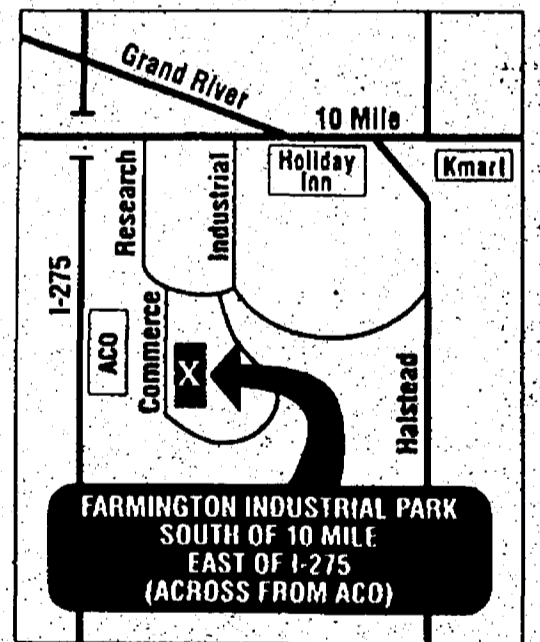 Grand River
10 Mile
Holiday
Inn
Kmart
Research
Industrial
I-275
ACO
Commerce
X
Halstead
FARMINGTON INDUSTRIAL PARK
SOUTH OF 10 MILE
EAST OF I-275
(ACROSS FROM ACO)